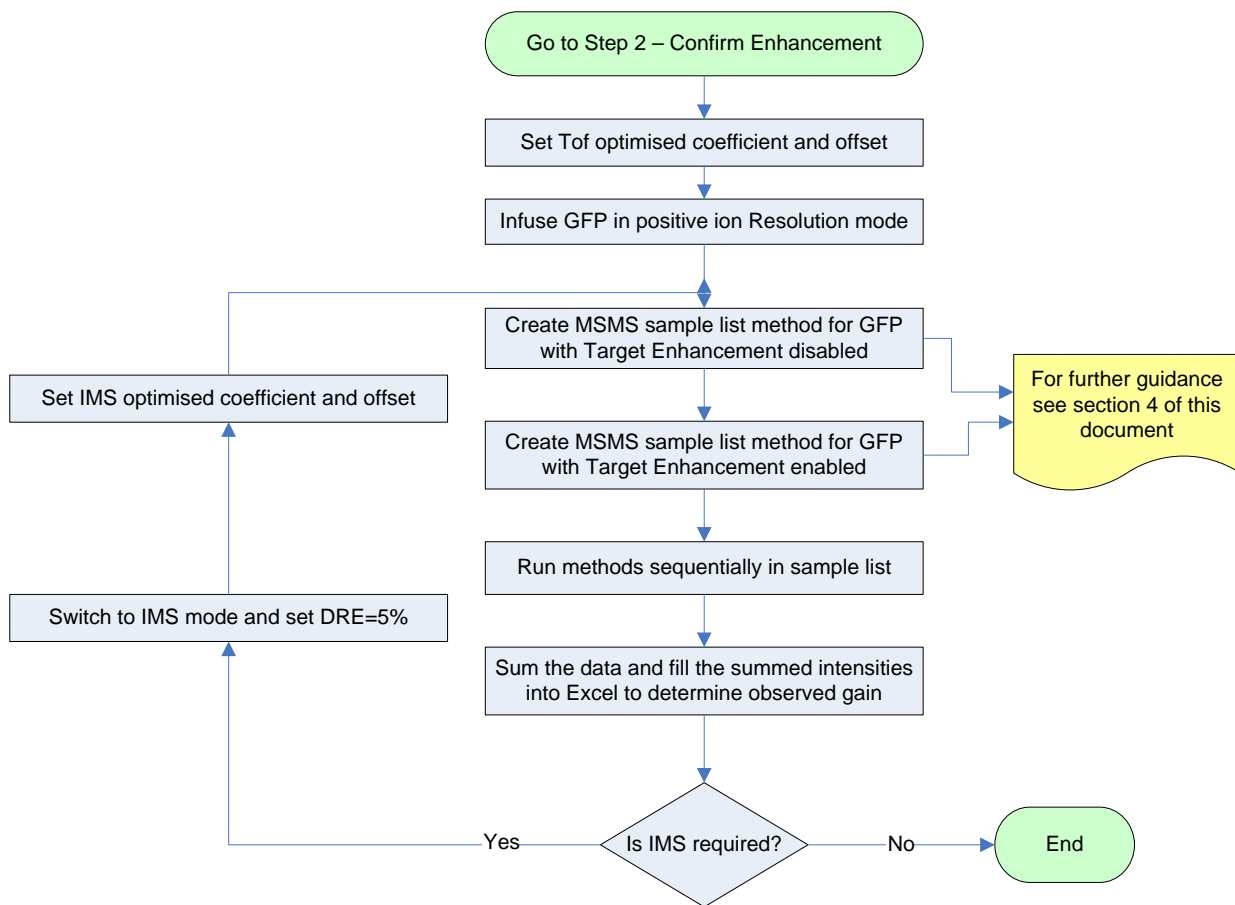 Go to Step 2 – Confirm Enhancement
Set Tof optimised coefficient and offset
Infuse GFP in positive ion Resolution mode
Create MSMS sample list method for GFP
with Target Enhancement disabled
For further guidance
see section 4 of this
document
Set IMS optimised coefficient and offset
Create MSMS sample list method for GFP
with Target Enhancement enabled
Run methods sequentially in sample list
Switch to IMS mode and set DRE=5%
Sum the data and fill the summed intensities
into Excel to determine observed gain
Yes
Is IMS required?
No
End